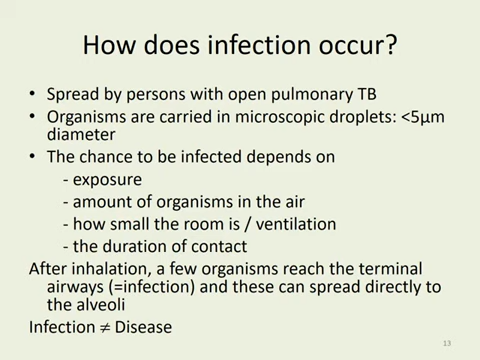 How does infection occur?
• Spread by persons with open pulmonary TB
• Organisms are carried in microscopic droplets: <5µm
diameter
• The chance to be infected depends on
- exposure
- amount of organisms in the air
- how small the room is / ventilation
- the duration of contact
After inhalation, a few organisms reach the terminal
airways (=infection) and these can spread directly to
the alveoli
Infection ≠ Disease
13